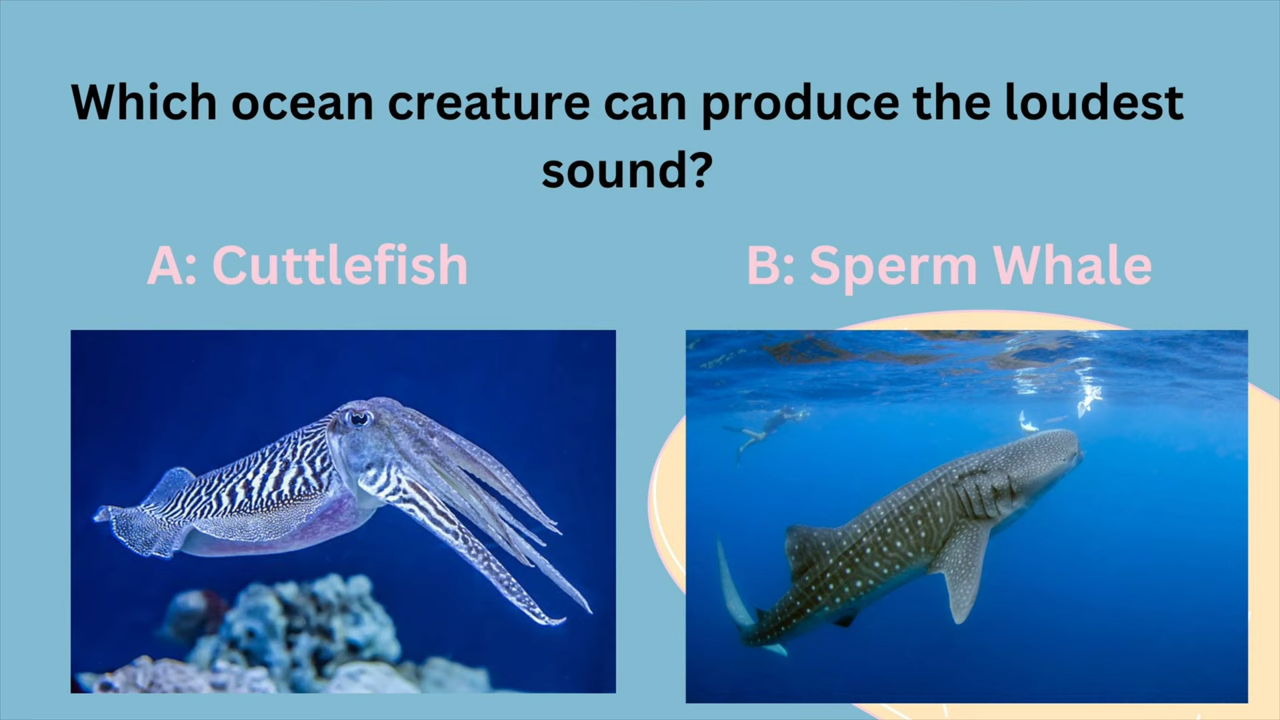 Which ocean creature can produce the loudest
sound?
A: Cuttlefish
B: Sperm Whale